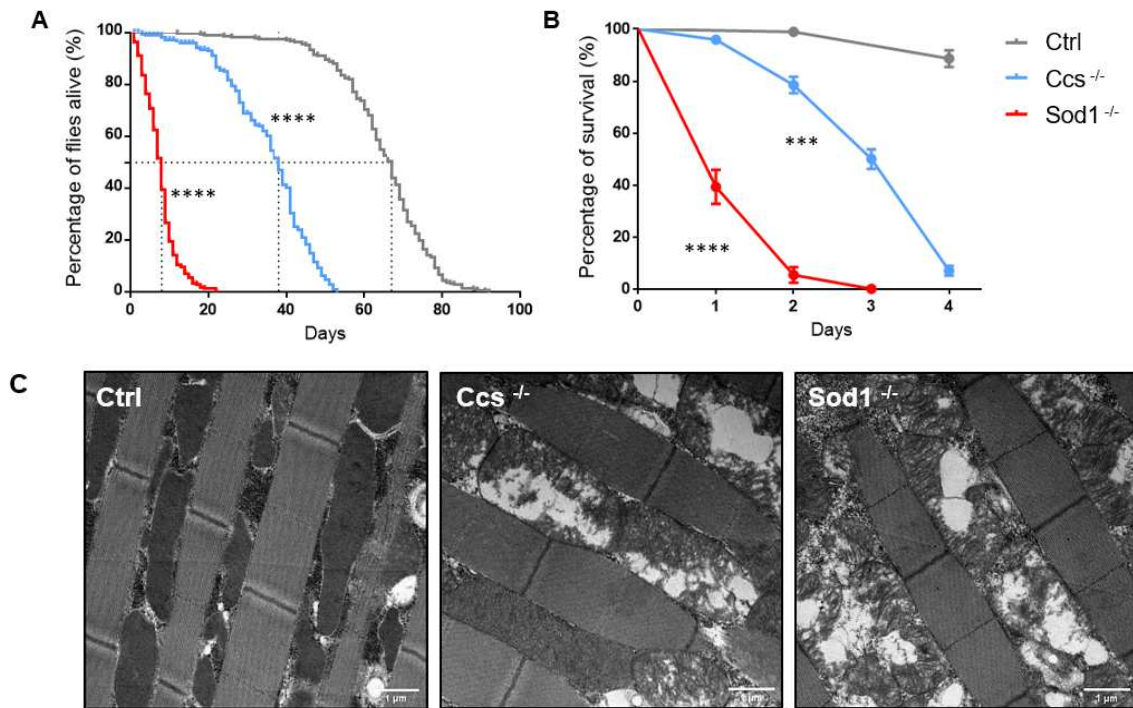 A
Percentage of flies alive (%)
100
80
60
40
20
0
****
****
0
20
40
60
80
100
Days
B
Percentage of survival (%)
100
80
60
40
20
0
****
***
0
1
2
3
4
Days
Ctrl
Ccs -/-
Sod1 -/-
C
Ctrl
1 µm
Ccs -/-
1 µm
Sod1 -/-
1 µm